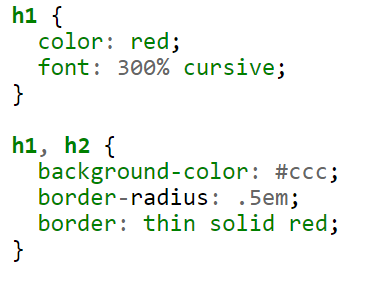 h1 {
  color: red;
  font: 300% cursive;
}

h1, h2 {
  background-color: #ccc;
  border-radius: .5em;
  border: thin solid red;
}